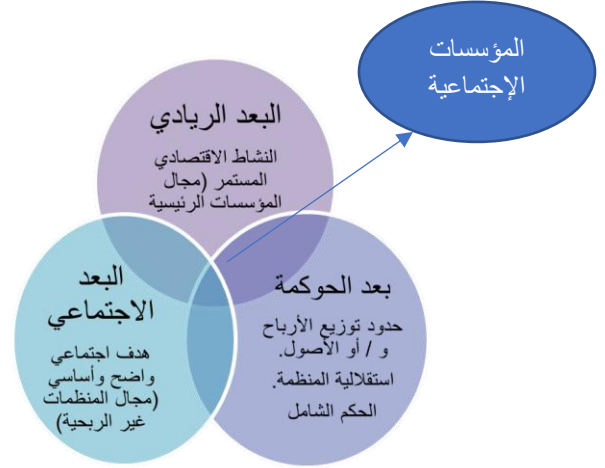 المؤسسات
الإجتماعية
البعد الريادي
النشاط الاقتصادي
المستمر (مجال
المؤسسات الرئيسية
بعد الحوكمة
حدود توزيع الأرباح
و / أو الأصول.
استقلالية المنظمة.
الحكم الشامل
البعد
الاجتماعي
هدف اجتماعي
واضح وأساسي
(مجال المنظمات
غير الربحية)